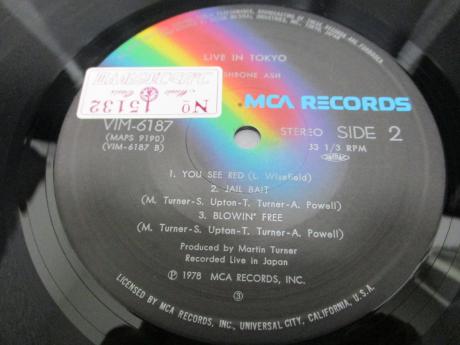 LIVE IN TOKYO
SHBONE ASH
No 15132
MCA RECORDS
VIM-6187
(MAPS 9190)
(VIM-6187 B)
STEREO SIDE 2
33 1/3 RPM
1. YOU SEE RED (L. Wisefield)
2. JAIL BAIT
(M. Turner-S. Upton-T. Turner-A. Powell)
3. BLOWIN' FREE
(M. Turner-S. Upton-T. Turner-A. Powell)
Produced by Martin Turner
Recorded Live in Japan
Ⓟ 1978 MCA RECORDS, INC.
③
LICENSED BY MCA RECORDS, INC., UNIVERSAL CITY, CALIFORNIA, U.S.A.